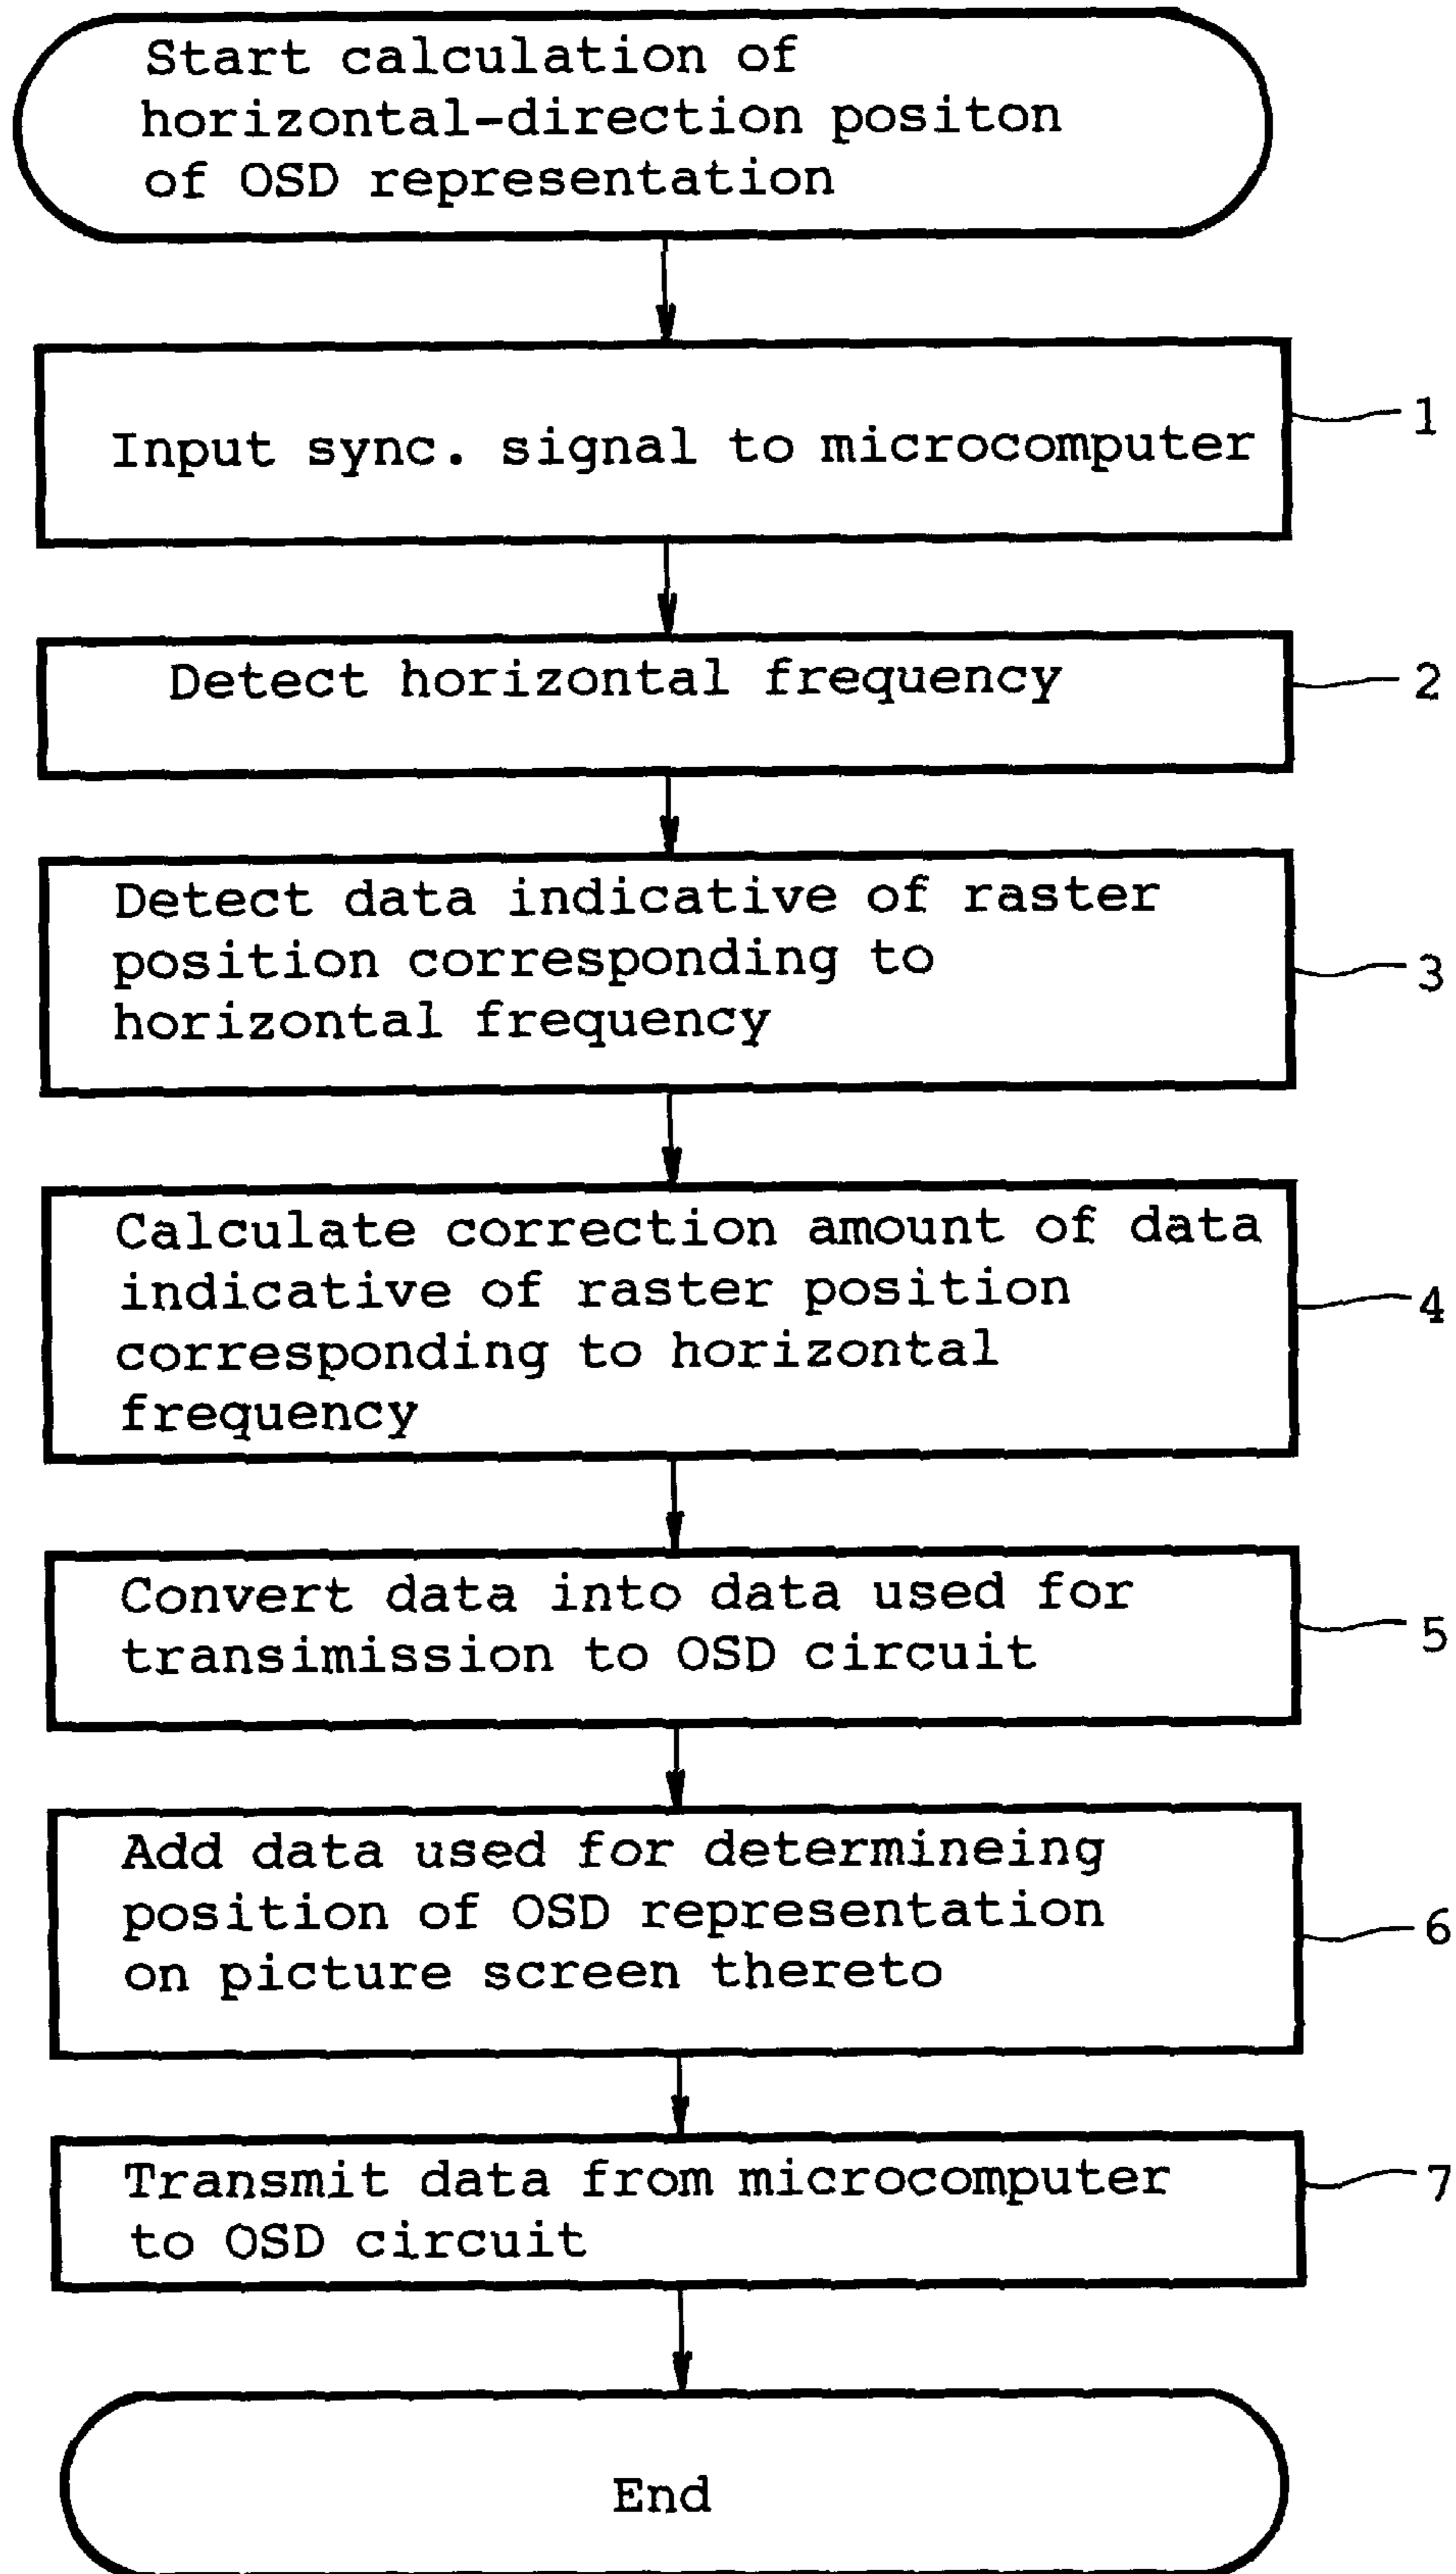 Start calculation of
horizontal-direction positon
of OSD representation
Input sync. signal to microcomputer
1
Detect horizontal frequency
2
Detect data indicative of raster
position corresponding to
horizontal frequency
3
Calculate correction amount of data
indicative of raster position
corresponding to horizontal
frequency
4
Convert data into data used for
transimission to OSD circuit
5
Add data used for determineing
position of OSD representation
on picture screen thereto
6
Transmit data from microcomputer
to OSD circuit
7
End